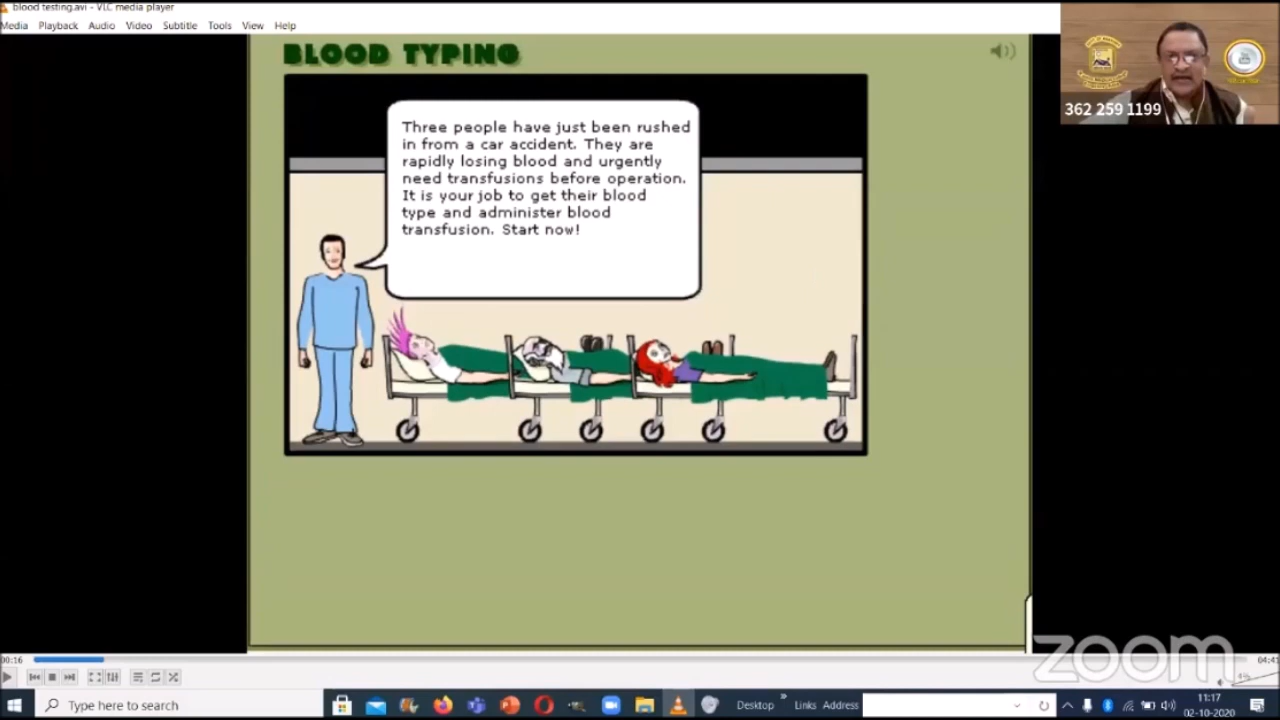 blood testing.avi - VLC media player
Media Playback Audio Video Subtitle Tools View Help
BLOOD TYPING
Three people have just been rushed
in from a car accident. They are
rapidly losing blood and urgently
need transfusions before operation.
It is your job to get their blood
type and administer blood
transfusion. Start now!
362 259 1199
zoom
00:16
04:41
Type here to search
Desktop
Links
Address
11:17
02-10-2020